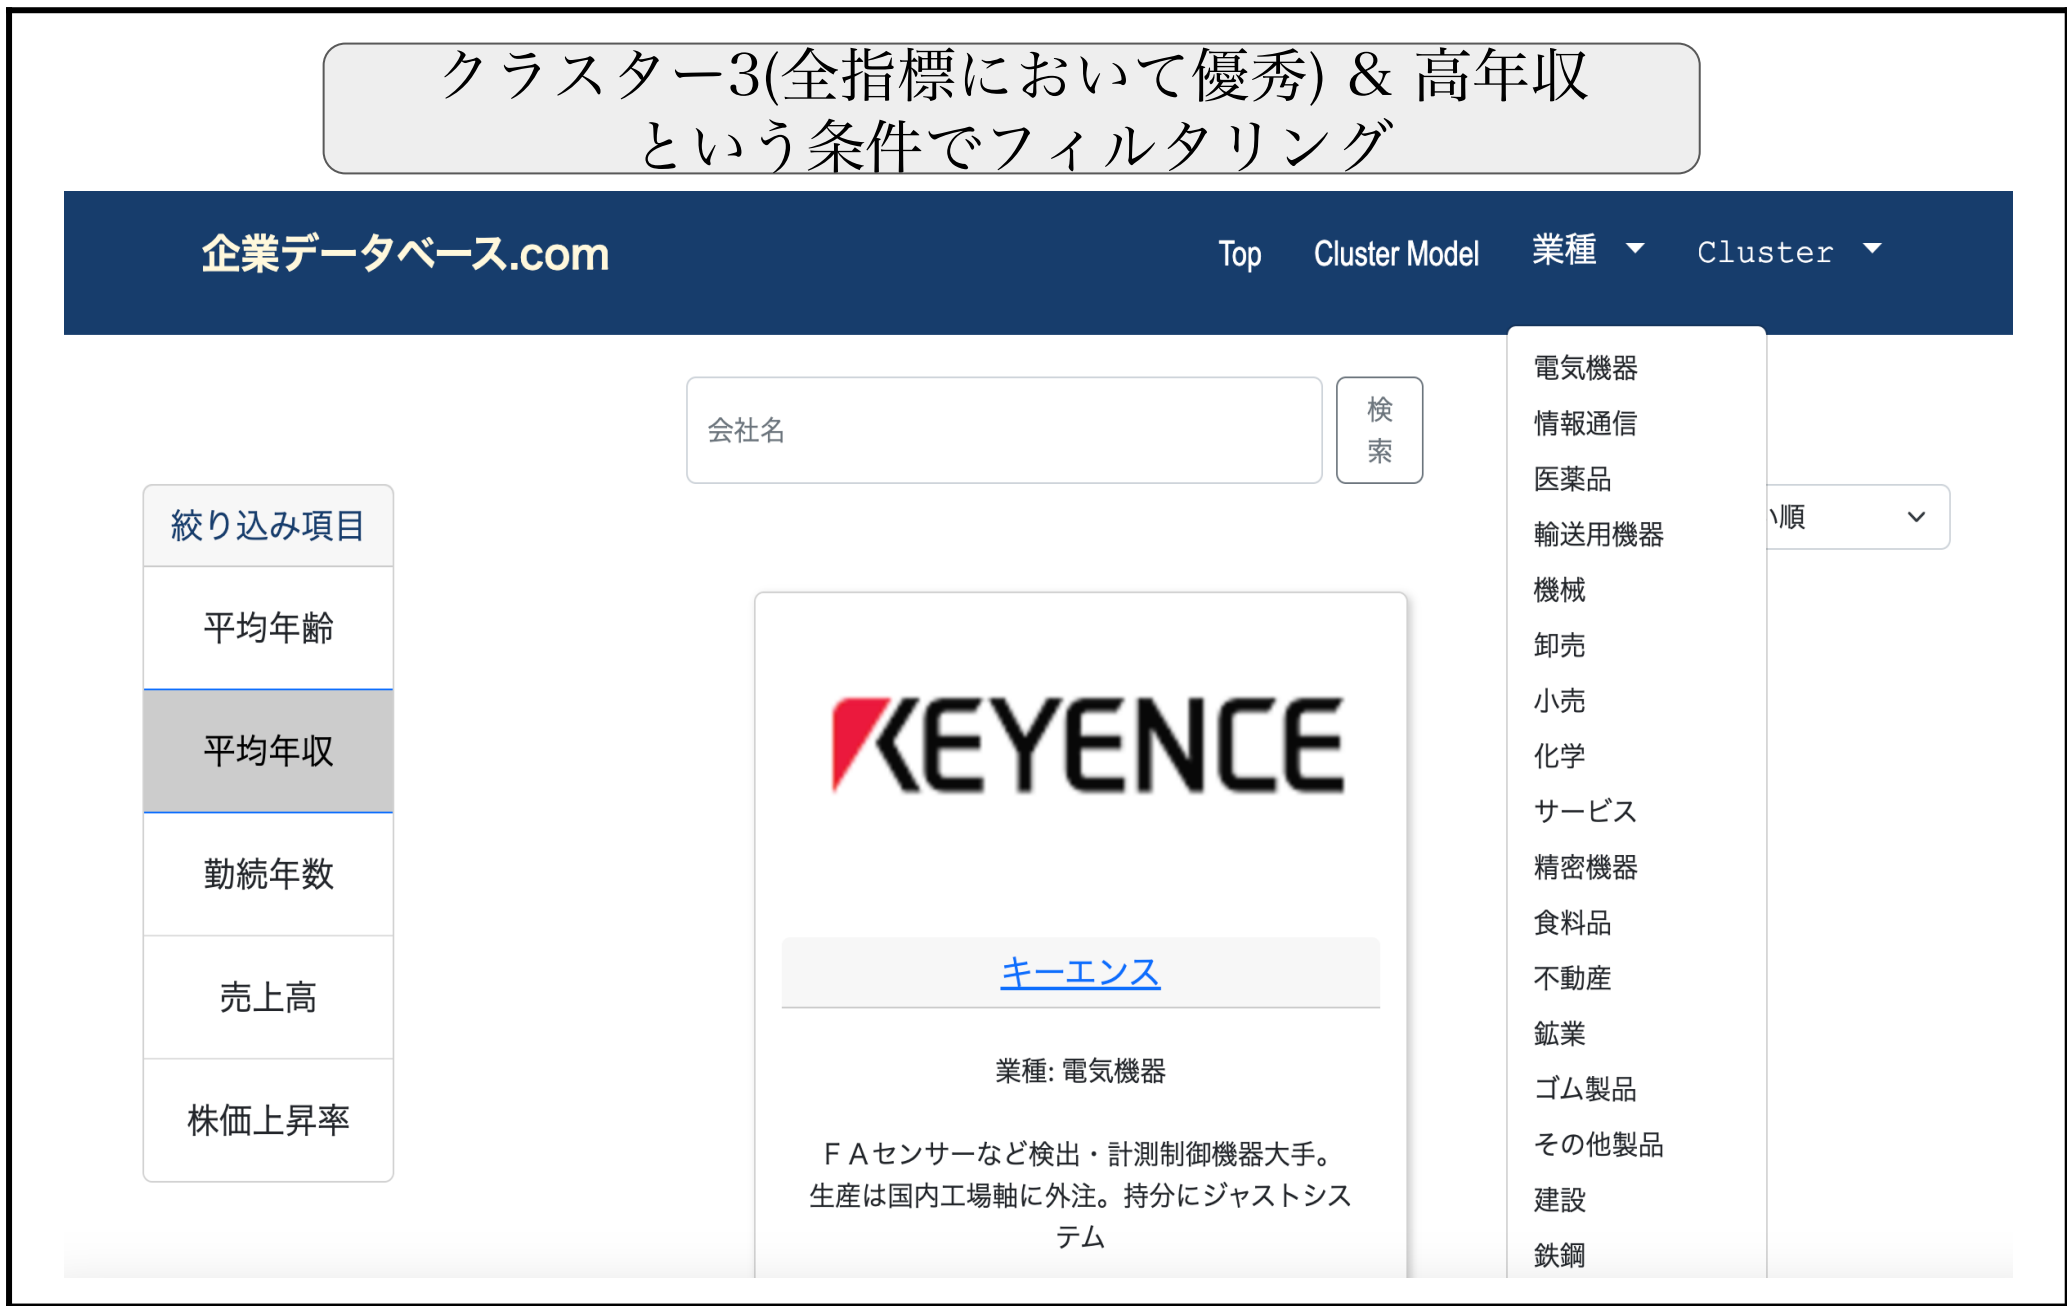 クラスター3(全指標において優秀) & 高年収
という条件でフィルタリング
企業データベース.com
Top
Cluster Model
業種
Cluster
会社名
検
索
絞り込み項目
平均年齢
平均年収
勤続年数
売上高
株価上昇率
KEYENCE
キーエンス
業種: 電気機器
ＦＡセンサーなど検出・計測制御機器大手。
生産は国内工場軸に外注。持分にジャストシス
テム
電気機器
情報通信
医薬品
輸送用機器
機械
卸売
小売
化学
サービス
精密機器
食料品
不動産
鉱業
ゴム製品
その他製品
建設
鉄鋼
い順